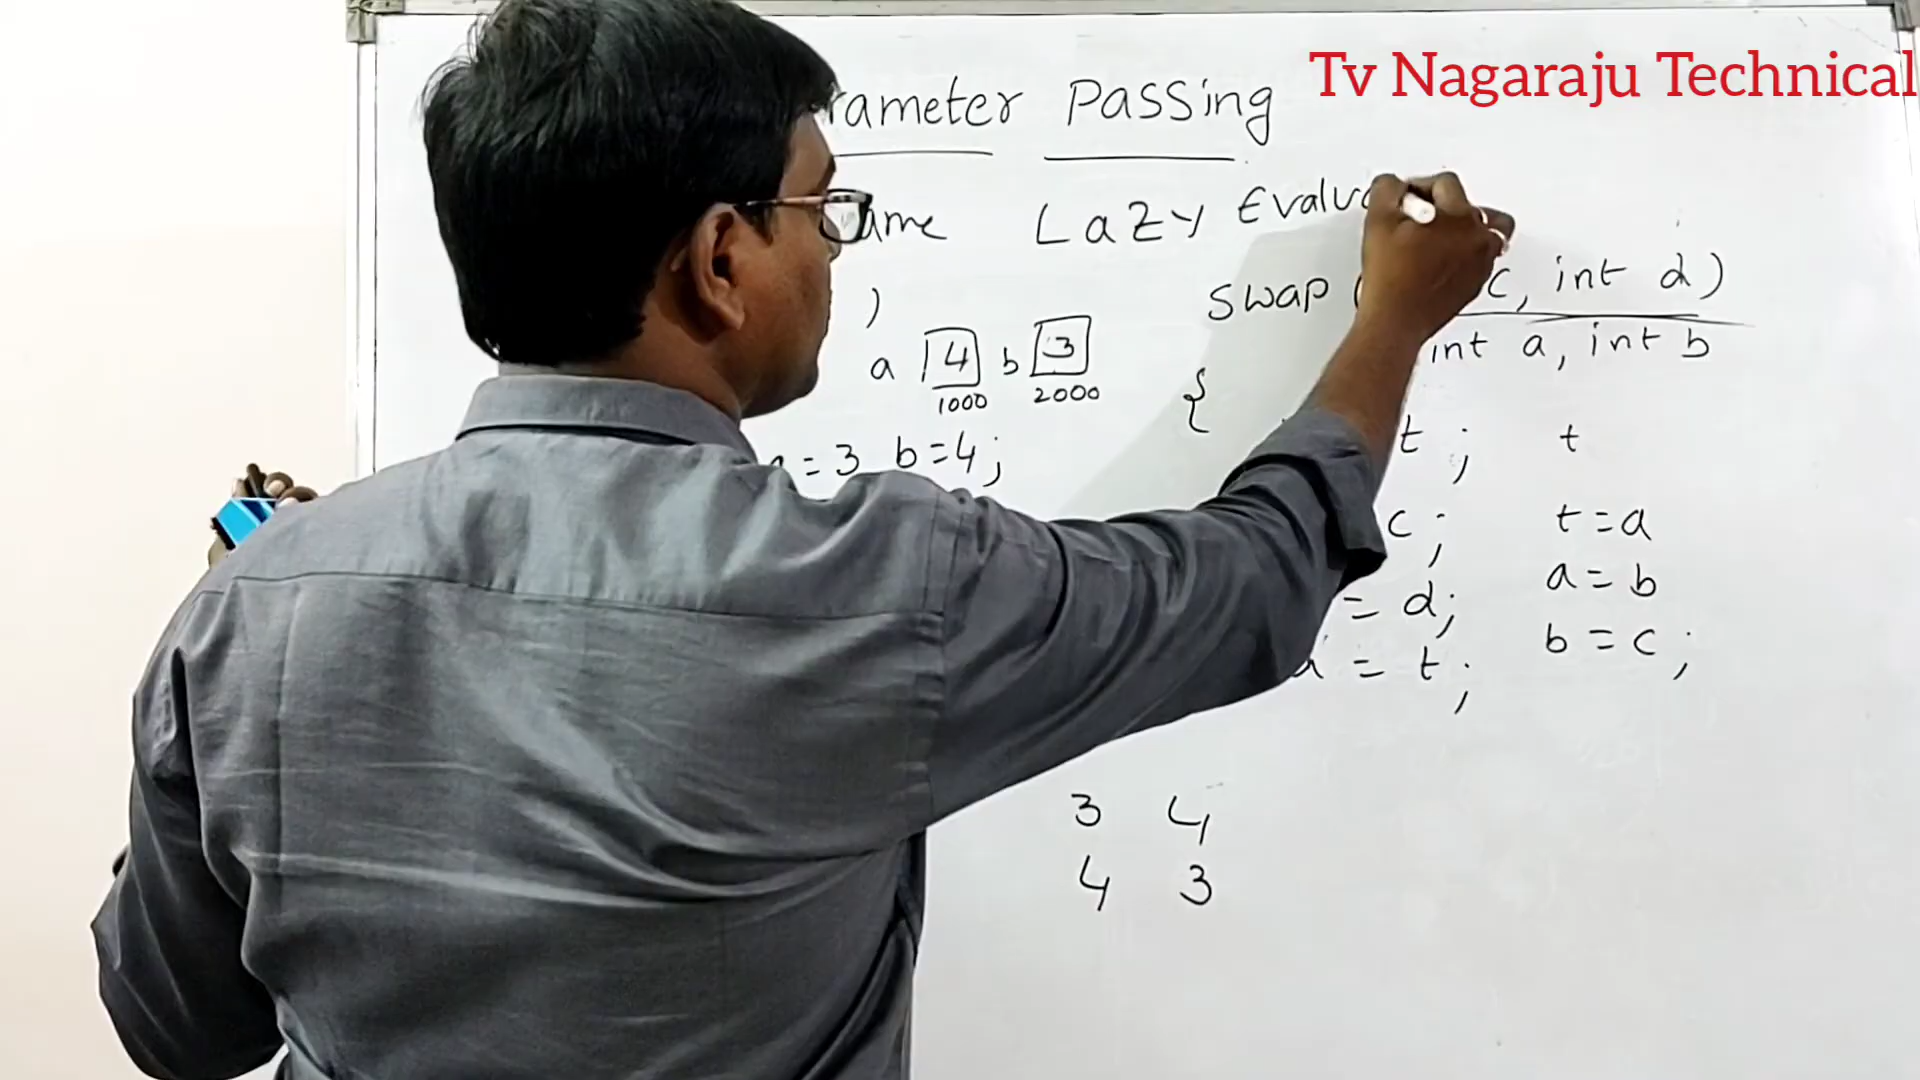 Tv Nagaraju Technical
rameter Passing
ame Lazy Evalua
)
swap ( c, int d)
int a, int b
a 4 b 3
1000 2000
{
= 3 b = 4;
t ; t
c ; t = a
= d; a = b
= t ; b = c ;
3 4
4 3